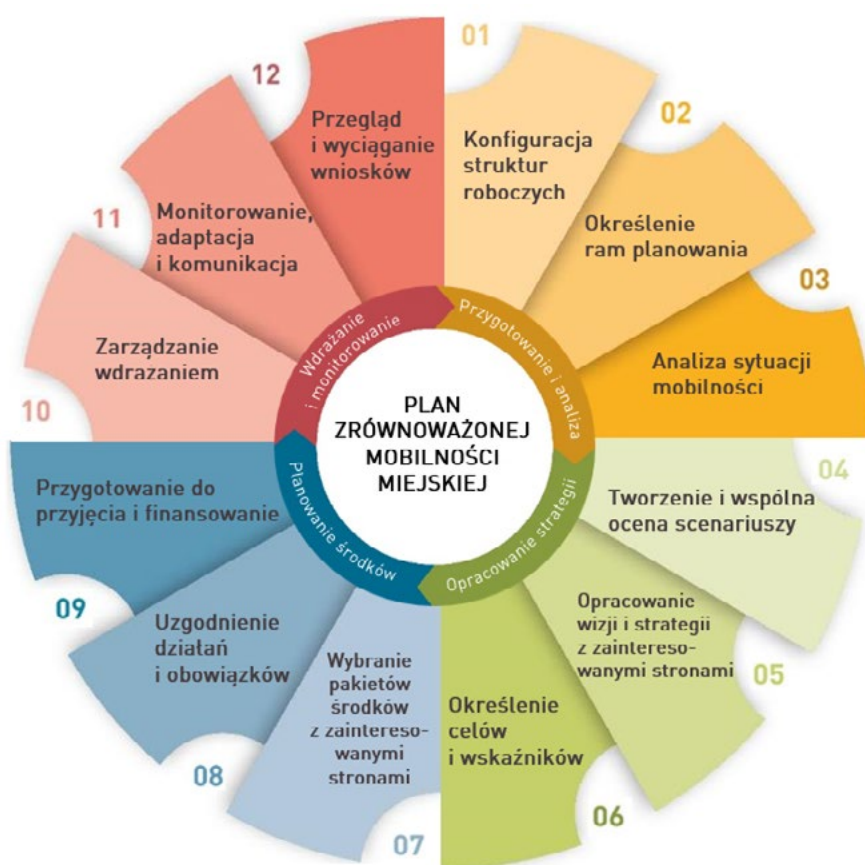 PLAN
ZRÓWNOWAŻONEJ
MOBILNOŚCI
MIEJSKIEJ
Przygotowanie i analiza
01
Konfiguracja
struktur
roboczych
02
Określenie
ram planowania
03
Analiza sytuacji
mobilności
Opracowanie strategii
04
Tworzenie i wspólna
ocena scenariuszy
05
Opracowanie
wizji i strategii
z zaintereso-
wanymi stronami
06
Określenie
celów
i wskaźników
Planowanie środków
07
Wybranie
pakietów
środków
z zaintereso-
wanymi
stronami
08
Uzgodnienie
działań
i obowiązków
09
Przygotowanie do
przyjęcia i finansowanie
Wdrażanie
i monitorowanie
10
Zarządzanie
wdrazaniem
11
Monitorowanie,
adaptacja
i komunikacja
12
Przegląd
i wyciąganie
wniosków